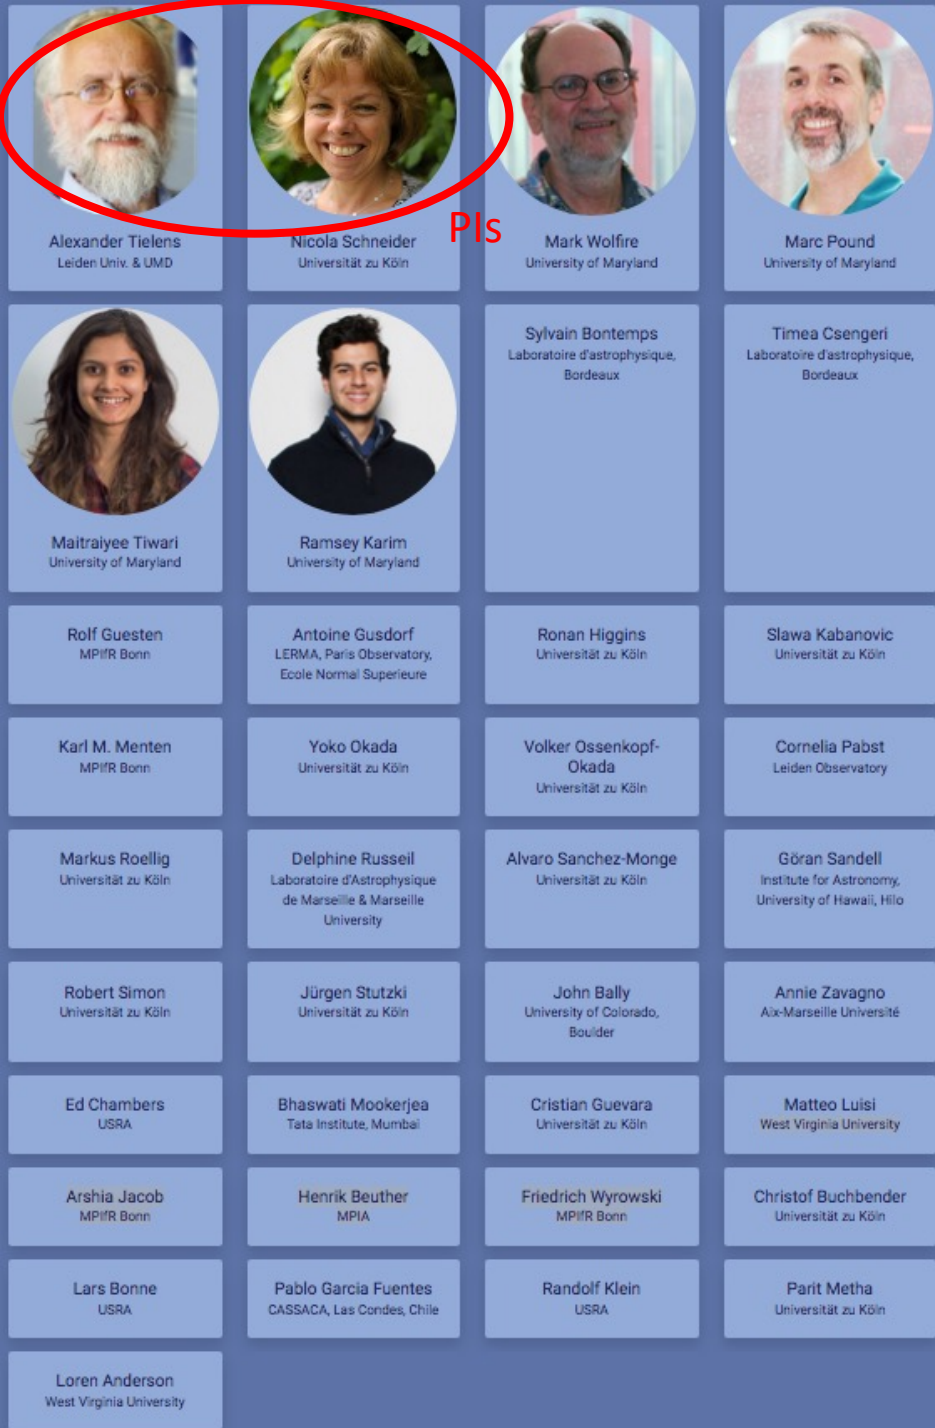 PIs
Alexander Tielens
Leiden Univ. & UMD
Nicola Schneider
Universität zu Köln
Mark Wolfire
University of Maryland
Marc Pound
University of Maryland
Maitraiyee Tiwari
University of Maryland
Ramsey Karim
University of Maryland
Sylvain Bontemps
Laboratoire d'astrophysique,
Bordeaux
Timea Csengeri
Laboratoire d'astrophysique,
Bordeaux
Rolf Guesten
MPIfR Bonn
Antoine Gusdorf
LERMA, Paris Observatory,
Ecole Normal Superieure
Ronan Higgins
Universität zu Köln
Slawa Kabanovic
Universität zu Köln
Karl M. Menten
MPIfR Bonn
Yoko Okada
Universität zu Köln
Volker Ossenkopf-
Okada
Universität zu Köln
Cornelia Pabst
Leiden Observatory
Markus Roellig
Universität zu Köln
Delphine Russeil
Laboratoire d'Astrophysique
de Marseille & Marseille
University
Alvaro Sanchez-Monge
Universität zu Köln
Göran Sandell
Institute for Astronomy,
University of Hawaii, Hilo
Robert Simon
Universität zu Köln
Jürgen Stutzki
Universität zu Köln
John Bally
University of Colorado,
Boulder
Annie Zavagno
Aix-Marseille Université
Ed Chambers
USRA
Bhaswati Mookerjea
Tata Institute, Mumbai
Cristian Guevara
Universität zu Köln
Matteo Luisi
West Virginia University
Arshia Jacob
MPIfR Bonn
Henrik Beuther
MPIA
Friedrich Wyrowski
MPIfR Bonn
Christof Buchbender
Universität zu Köln
Lars Bonne
USRA
Pablo Garcia Fuentes
CASSACA, Las Condes, Chile
Randolf Klein
USRA
Parit Metha
Universität zu Köln
Loren Anderson
West Virginia University